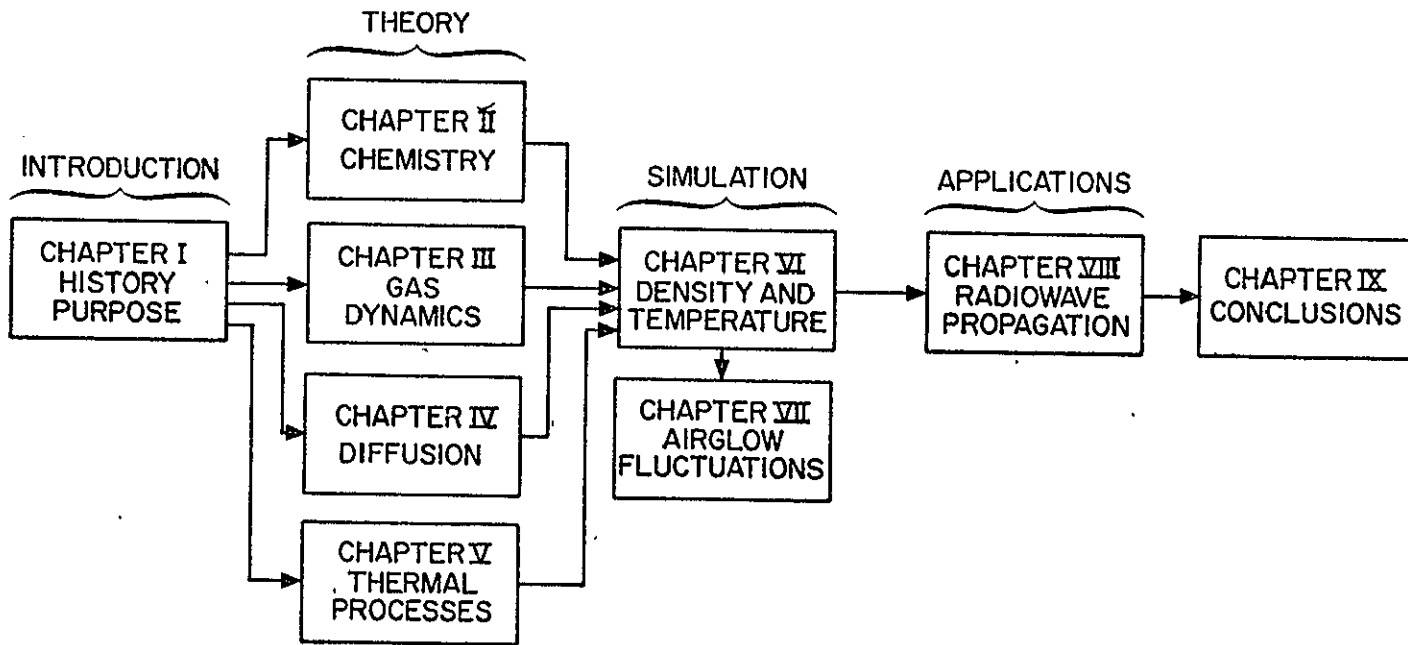 THEORY
CHAPTER II
CHEMISTRY
INTRODUCTION
CHAPTER I
HISTORY
PURPOSE
CHAPTER III
GAS
DYNAMICS
CHAPTER IV
DIFFUSION
CHAPTER V
THERMAL
PROCESSES
SIMULATION
CHAPTER VI
DENSITY AND
TEMPERATURE
CHAPTER VII
AIRGLOW
FLUCTUATIONS
APPLICATIONS
CHAPTER VIII
RADIOWAVE
PROPAGATION
CHAPTER IX
CONCLUSIONS